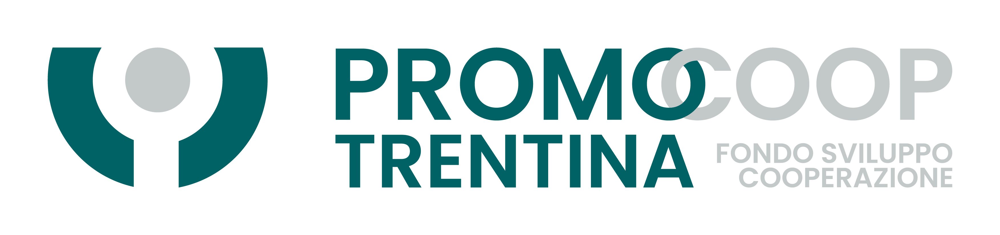 PROMOCOOP
TRENTINA
FONDO SVILUPPO
COOPERAZIONE